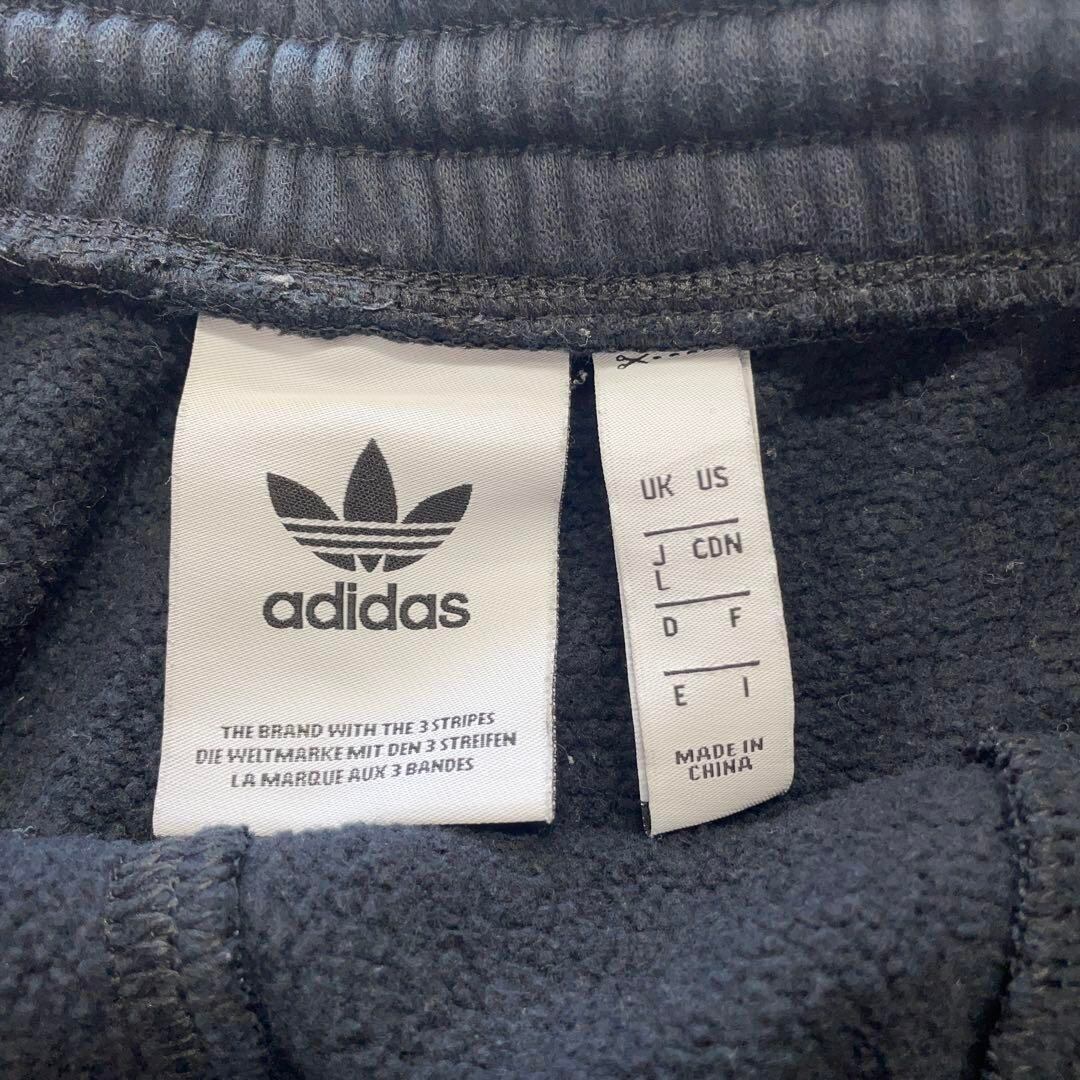 adidas
THE BRAND WITH THE 3 STRIPES
DIE WELTMARKE MIT DEN 3 STREIFEN
LA MARQUE AUX 3 BANDES
UK US
J CDN
L
D F
E I
MADE IN
CHINA